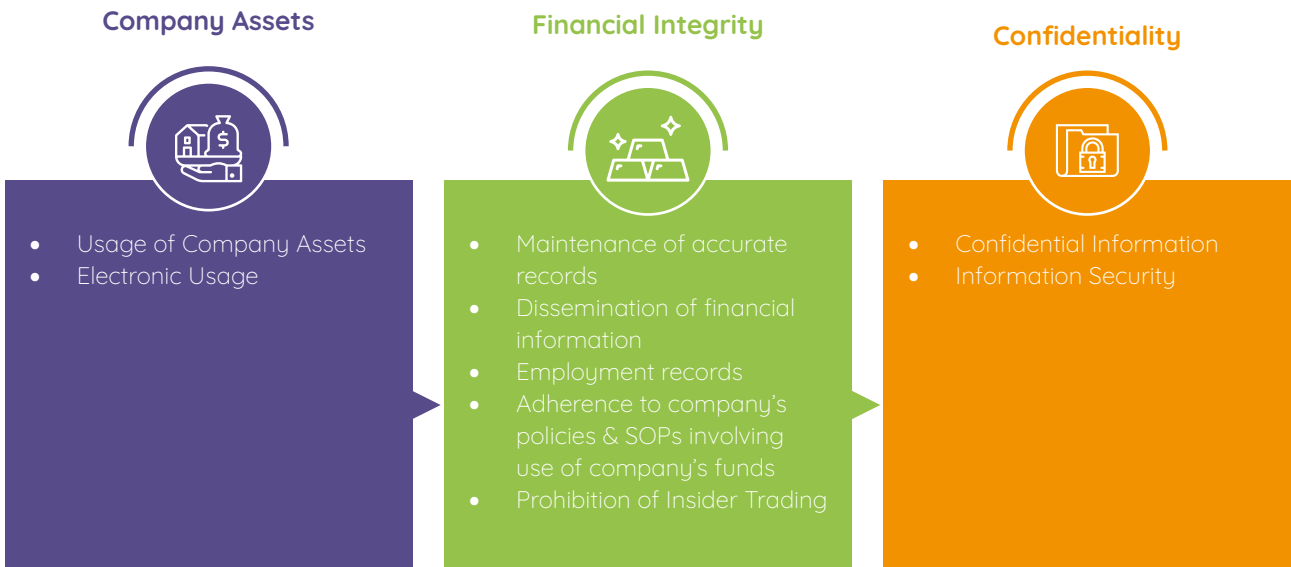 Company Assets
Financial Integrity
Confidentiality
$
• Usage of Company Assets
• Electronic Usage
• Maintenance of accurate
records
• Dissemination of financial
information
• Employment records
• Adherence to company's
policies & SOPs involving
use of company's funds
• Prohibition of Insider Trading
• Confidential Information
• Information Security